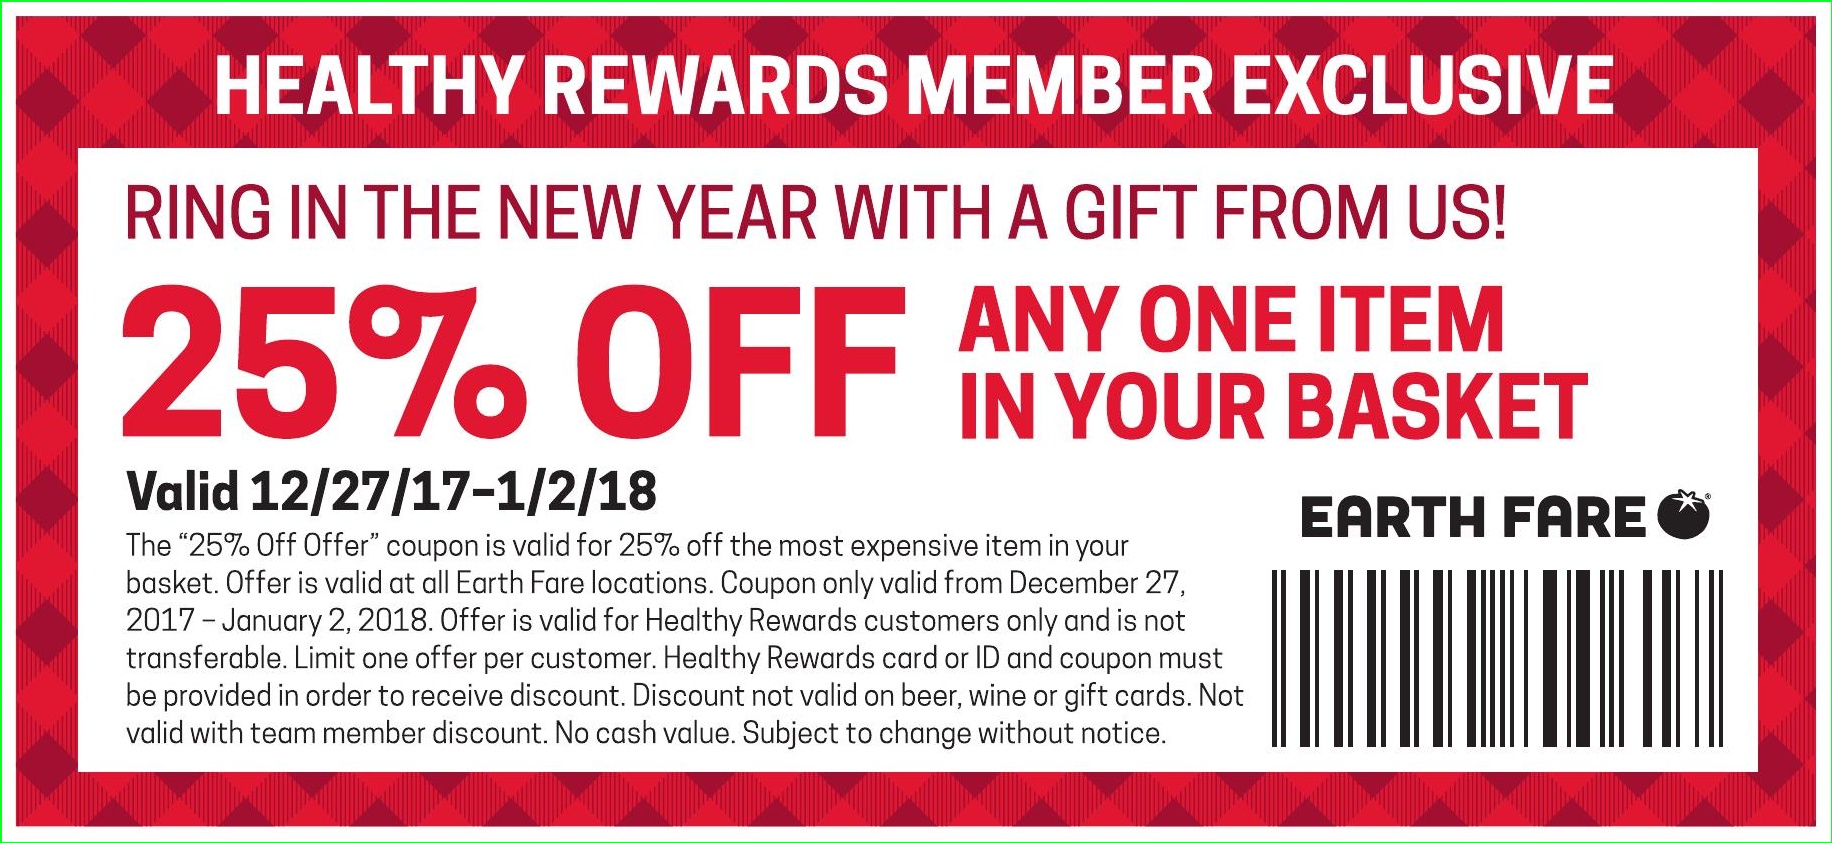 HEALTHY REWARDS MEMBER EXCLUSIVE
RING IN THE NEW YEAR WITH A GIFT FROM US!
25% OFF
ANY ONE ITEM
IN YOUR BASKET
Valid 12/27/17–1/2/18
The “25% Off Offer” coupon is valid for 25% off the most expensive item in your
basket. Offer is valid at all Earth Fare locations. Coupon only valid from December 27,
2017 – January 2, 2018. Offer is valid for Healthy Rewards customers only and is not
transferable. Limit one offer per customer. Healthy Rewards card or ID and coupon must
be provided in order to receive discount. Discount not valid on beer, wine or gift cards. Not
valid with team member discount. No cash value. Subject to change without notice.
EARTH FARE ®